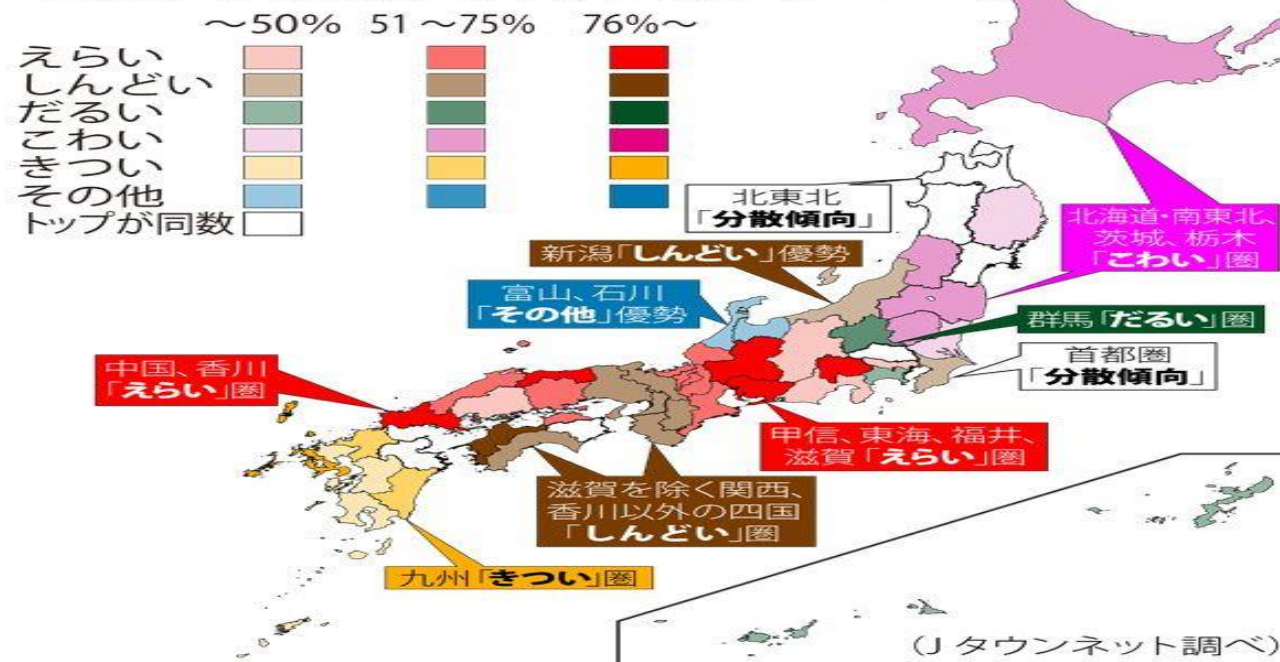 ～50% 51～75% 76%～
えらい
しんどい
だるい
こわい
きつい
その他
トップが同数
北東北
「分散傾向」
北海道・南東北、
茨城、栃木
「こわい」圏
新潟「しんどい」優勢
富山、石川
「その他」優勢
群馬「だるい」圏
首都圏
「分散傾向」
中国、香川
「えらい」圏
甲信、東海、福井、
滋賀「えらい」圏
滋賀を除く関西、
香川以外の四国
「しんどい」圏
九州「きつい」圏
(Jタウンネット調べ)